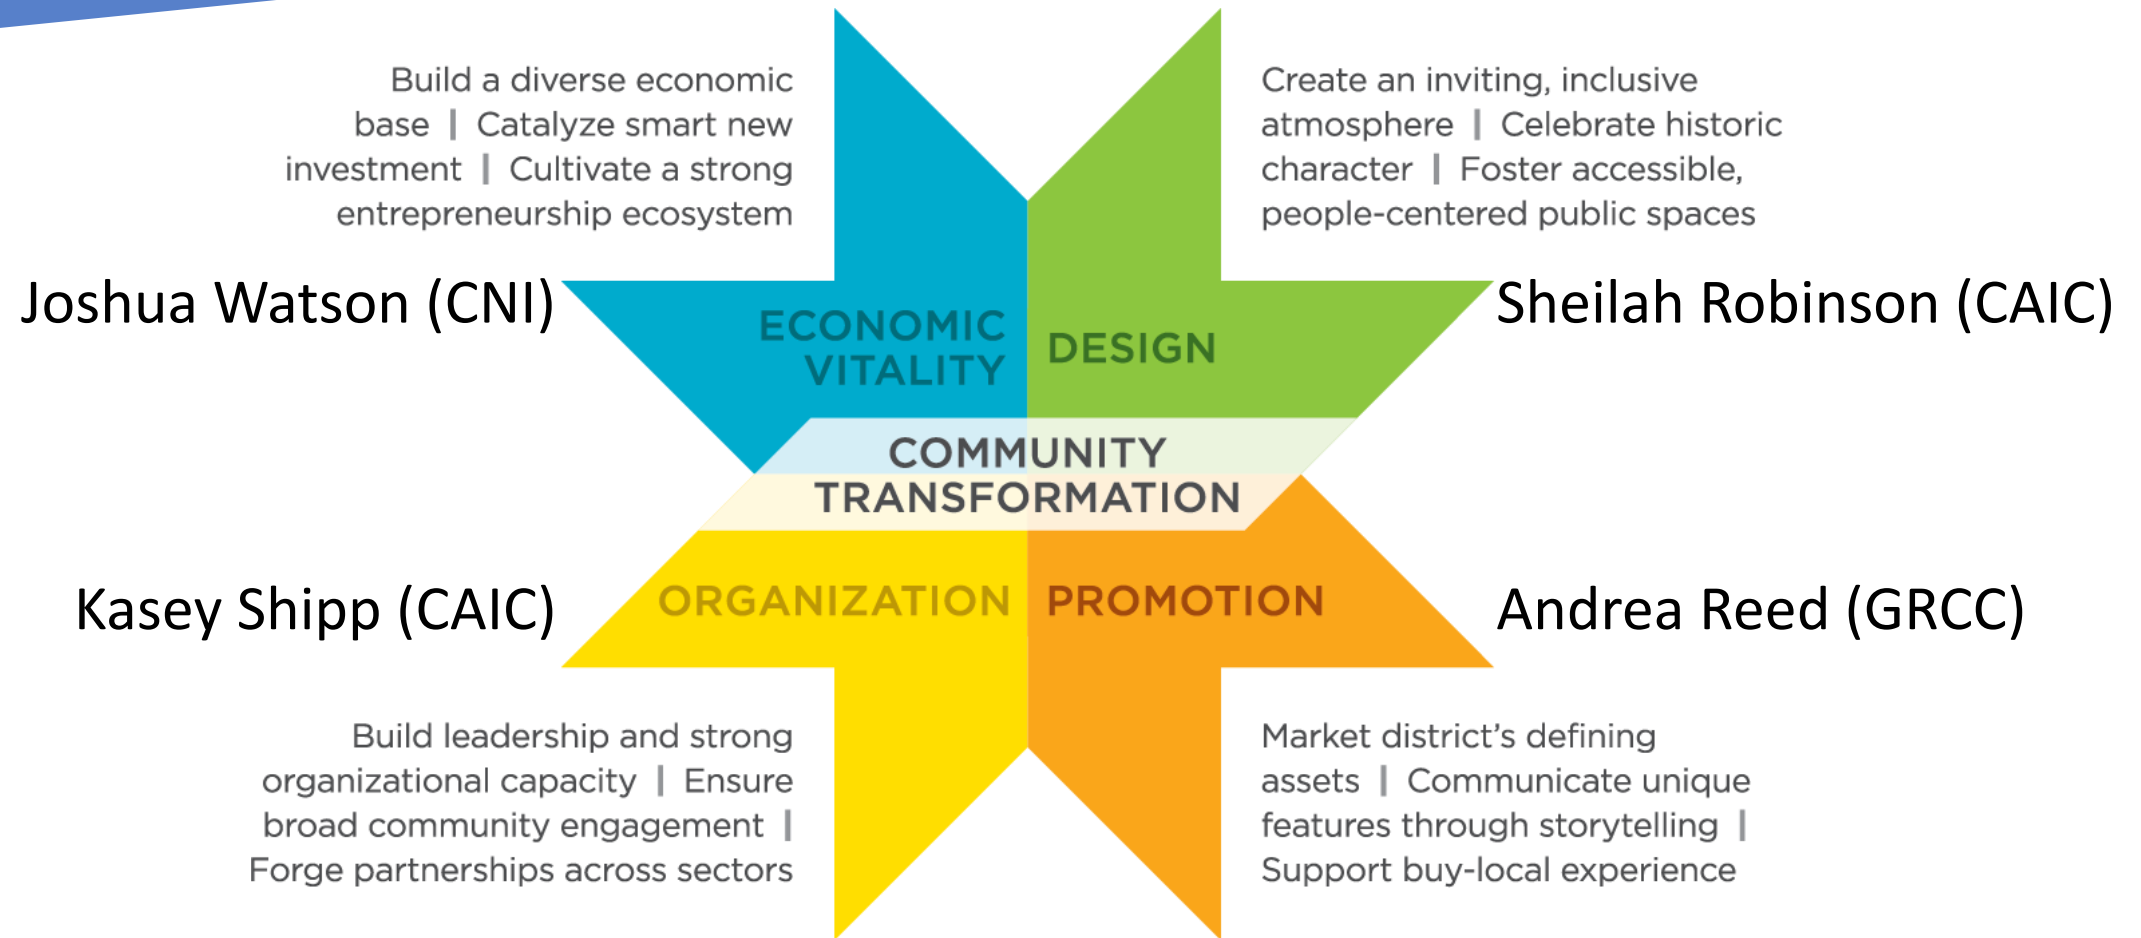 Build a diverse economic
base | Catalyze smart new
investment | Cultivate a strong
entrepreneurship ecosystem
Create an inviting, inclusive
atmosphere | Celebrate historic
character | Foster accessible,
people-centered public spaces
Joshua Watson (CNI)
Sheilah Robinson (CAIC)
ECONOMIC
VITALITY
DESIGN
COMMUNITY
TRANSFORMATION
Kasey Shipp (CAIC)
ORGANIZATION
PROMOTION
Andrea Reed (GRCC)
Build leadership and strong
organizational capacity | Ensure
broad community engagement |
Forge partnerships across sectors
Market district's defining
assets | Communicate unique
features through storytelling |
Support buy-local experience